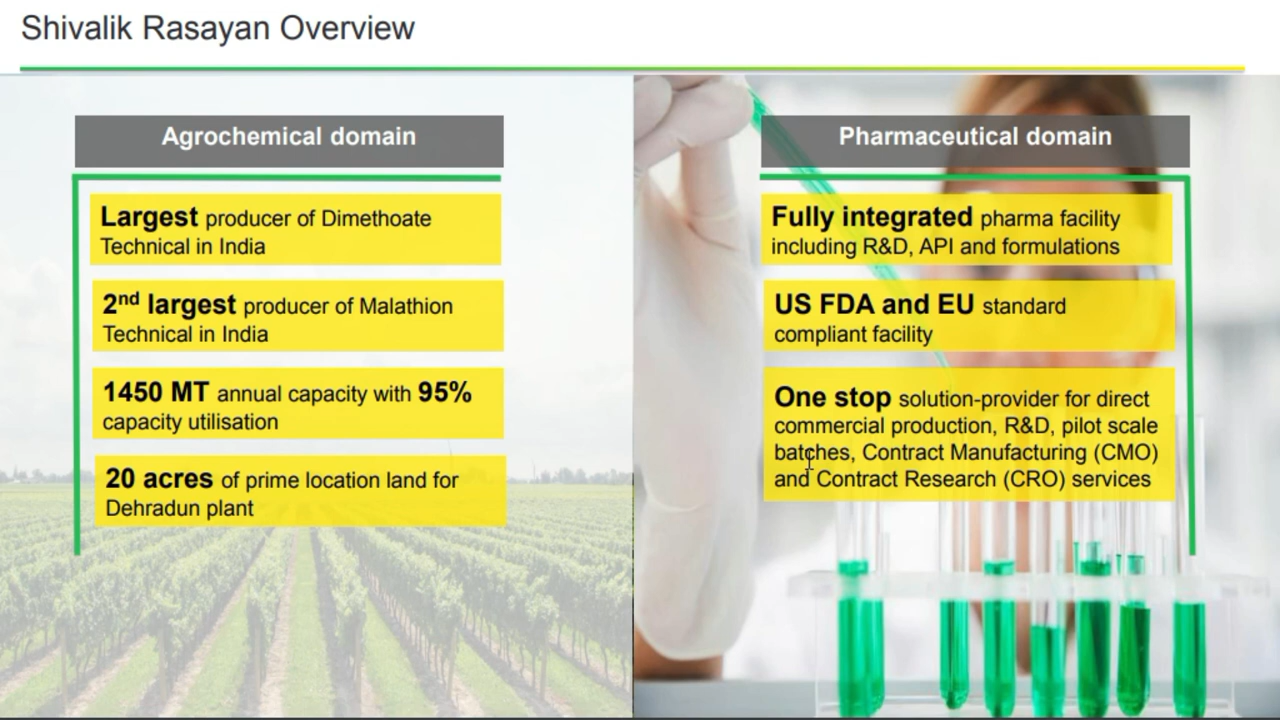 Shivalik Rasayan Overview
Agrochemical domain
Largest producer of Dimethoate
Technical in India
2nd largest producer of Malathion
Technical in India
1450 MT annual capacity with 95%
capacity utilisation
20 acres of prime location land for
Dehradun plant
Pharmaceutical domain
Fully integrated pharma facility
including R&D, API and formulations
US FDA and EU standard
compliant facility
One stop solution-provider for direct
commercial production, R&D, pilot scale
batches, Contract Manufacturing (CMO)
and Contract Research (CRO) services